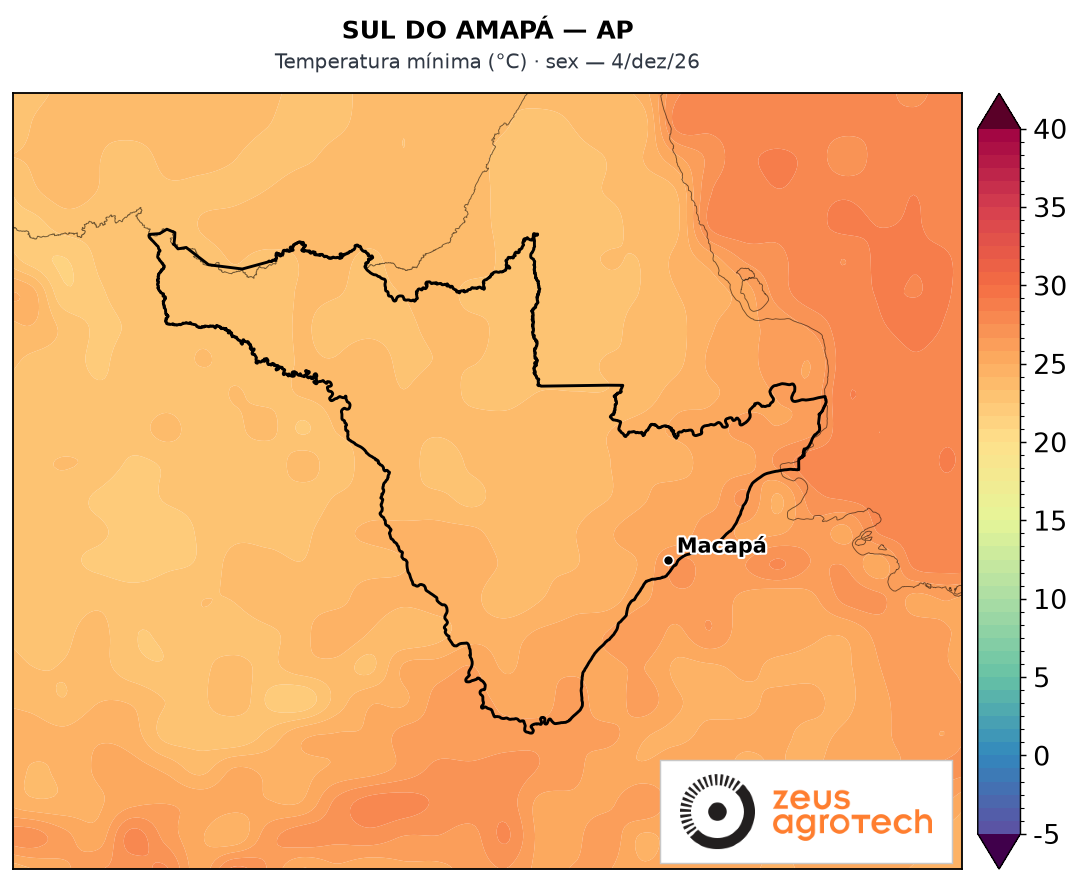 SUL DO AMAPÁ — AP
Temperatura mínima (°C) · sex — 4/dez/26
40
35
30
25
20
15
10
5
0
-5
Macapá
zeus
agrotech